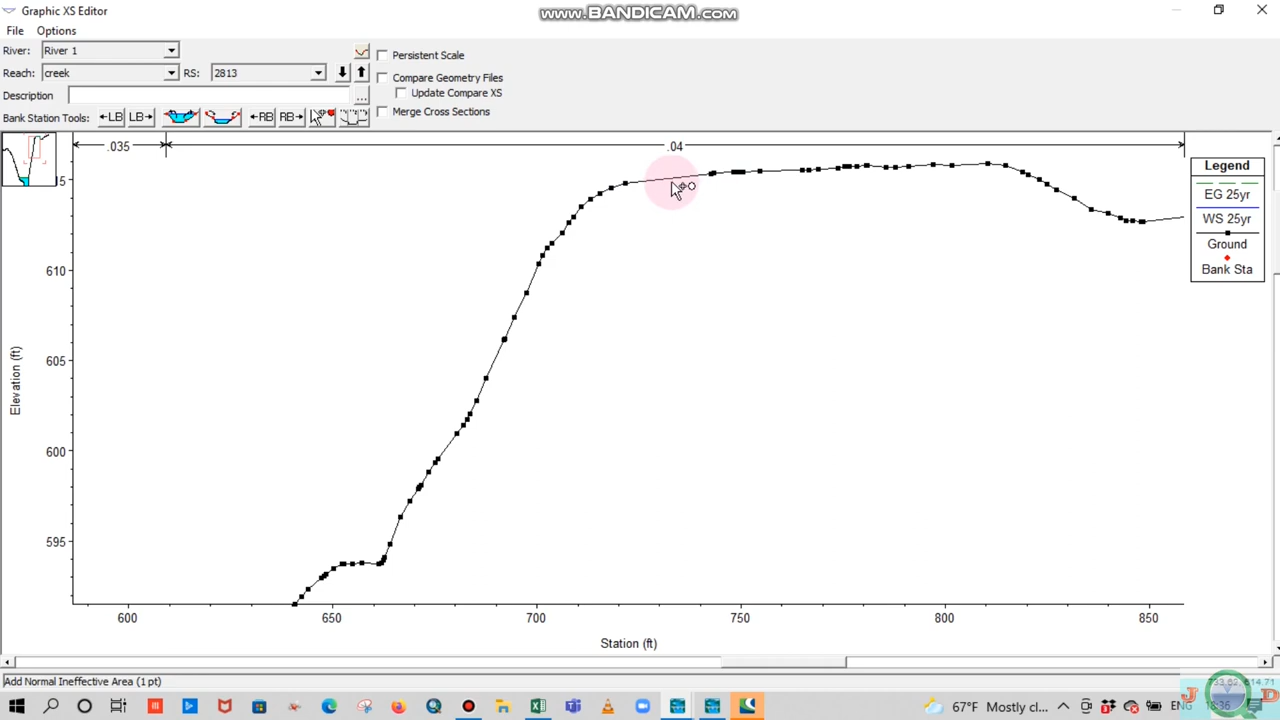 Graphic XS Editor
www.BANDICAM.com
File Options
River: River 1
Persistent Scale
Reach: creek RS: 2813
Compare Geometry Files
Update Compare XS
Description ...
Merge Cross Sections
Bank Station Tools: ←LB LB→ ←RB RB→
.035 .04
Legend
EG 25yr
WS 25yr
Ground
Bank Sta
15
610
605
600
595
Elevation (ft)
600 650 700 750 800 850
Station (ft)
Add Normal Ineffective Area (1 pt)
67°F Mostly cl... ENG 18:36